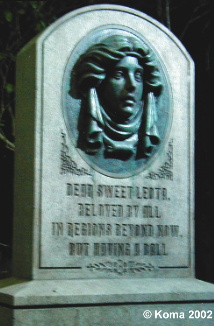 DEAR SWEET LEOTA,
BELOVED BY ALL
IN REGIONS BEYOND NOW,
BUT HAVING A BALL
© Koma 2002